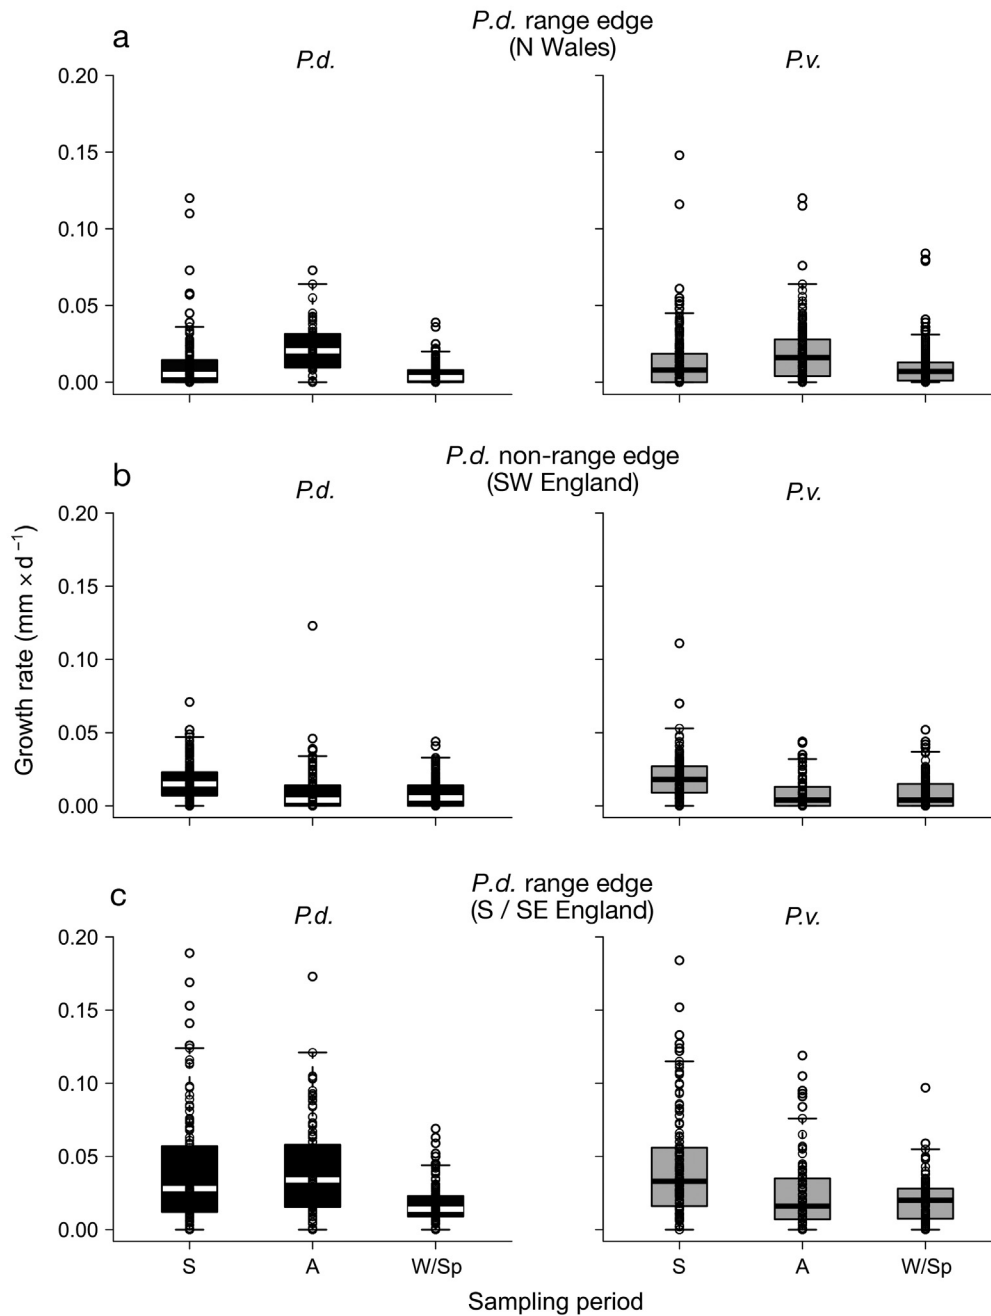 a
P.d. range edge
(N Wales)
P.d.
P.v.
0.20
0.15
0.10
0.05
0.00
b
P.d. non-range edge
(SW England)
P.d.
P.v.
0.20
0.15
0.10
0.05
0.00
Growth rate (mm × d⁻¹)
c
P.d. range edge
(S / SE England)
P.d.
P.v.
0.20
0.15
0.10
0.05
0.00
S A W/Sp S A W/Sp
Sampling period